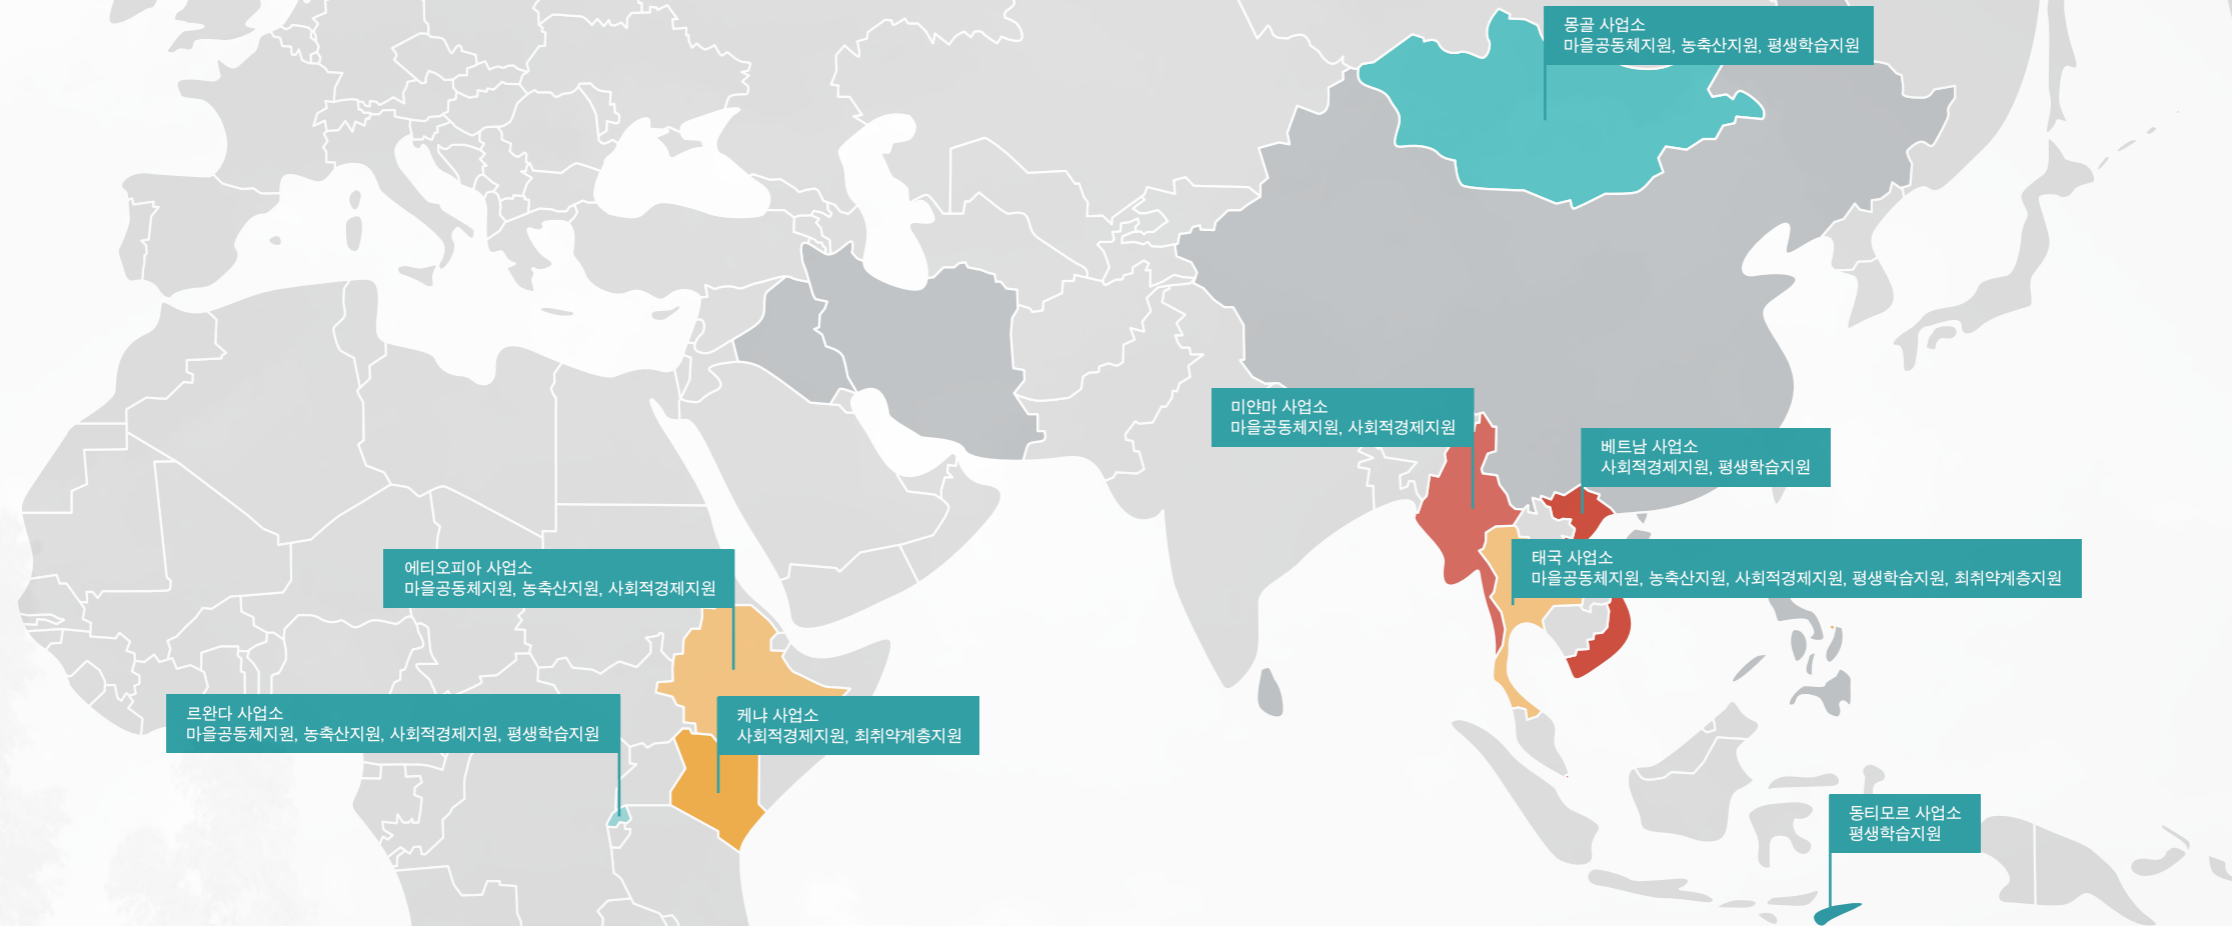 몽골 사업소
마을공동체지원, 농축산지원, 평생학습지원
미얀마 사업소
마을공동체지원, 사회적경제지원
베트남 사업소
사회적경제지원, 평생학습지원
에티오피아 사업소
마을공동체지원, 농축산지원, 사회적경제지원
태국 사업소
마을공동체지원, 농축산지원, 사회적경제지원, 평생학습지원, 최취약계층지원
르완다 사업소
마을공동체지원, 농축산지원, 사회적경제지원, 평생학습지원
케냐 사업소
사회적경제지원, 최취약계층지원
동티모르 사업소
평생학습지원